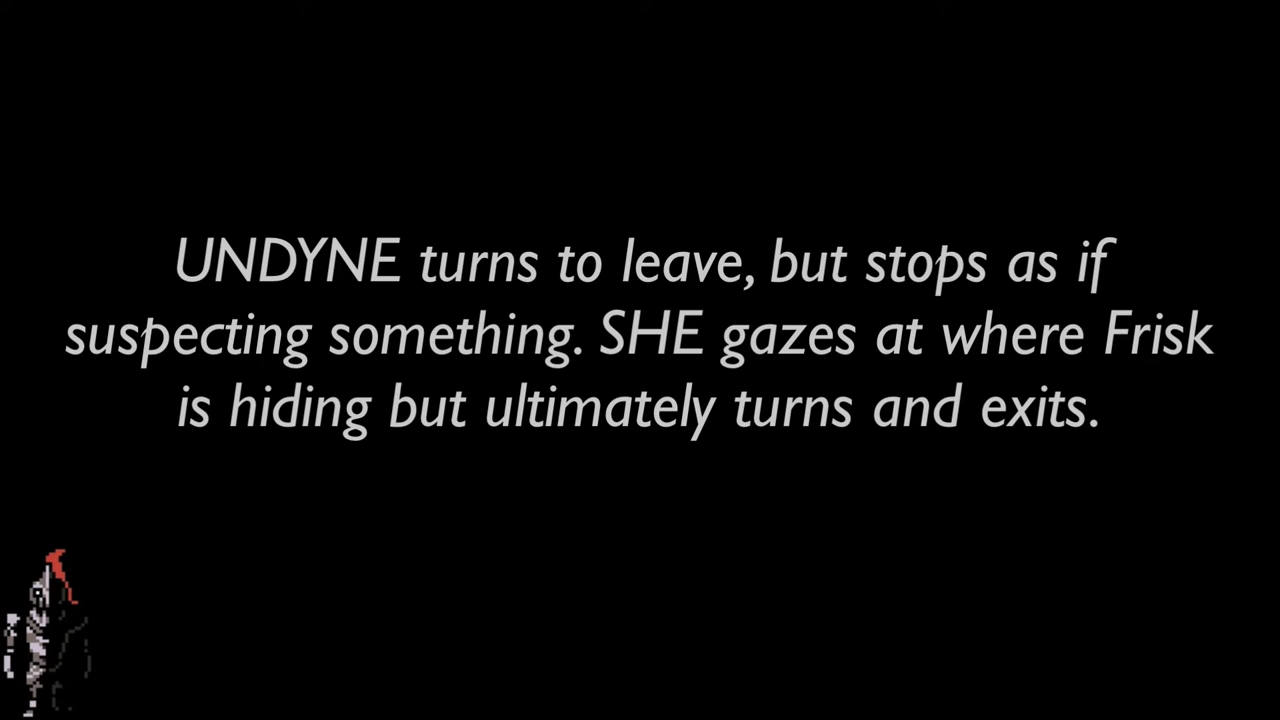 UNDYNE turns to leave, but stops as if
suspecting something. SHE gazes at where Frisk
is hiding but ultimately turns and exits.